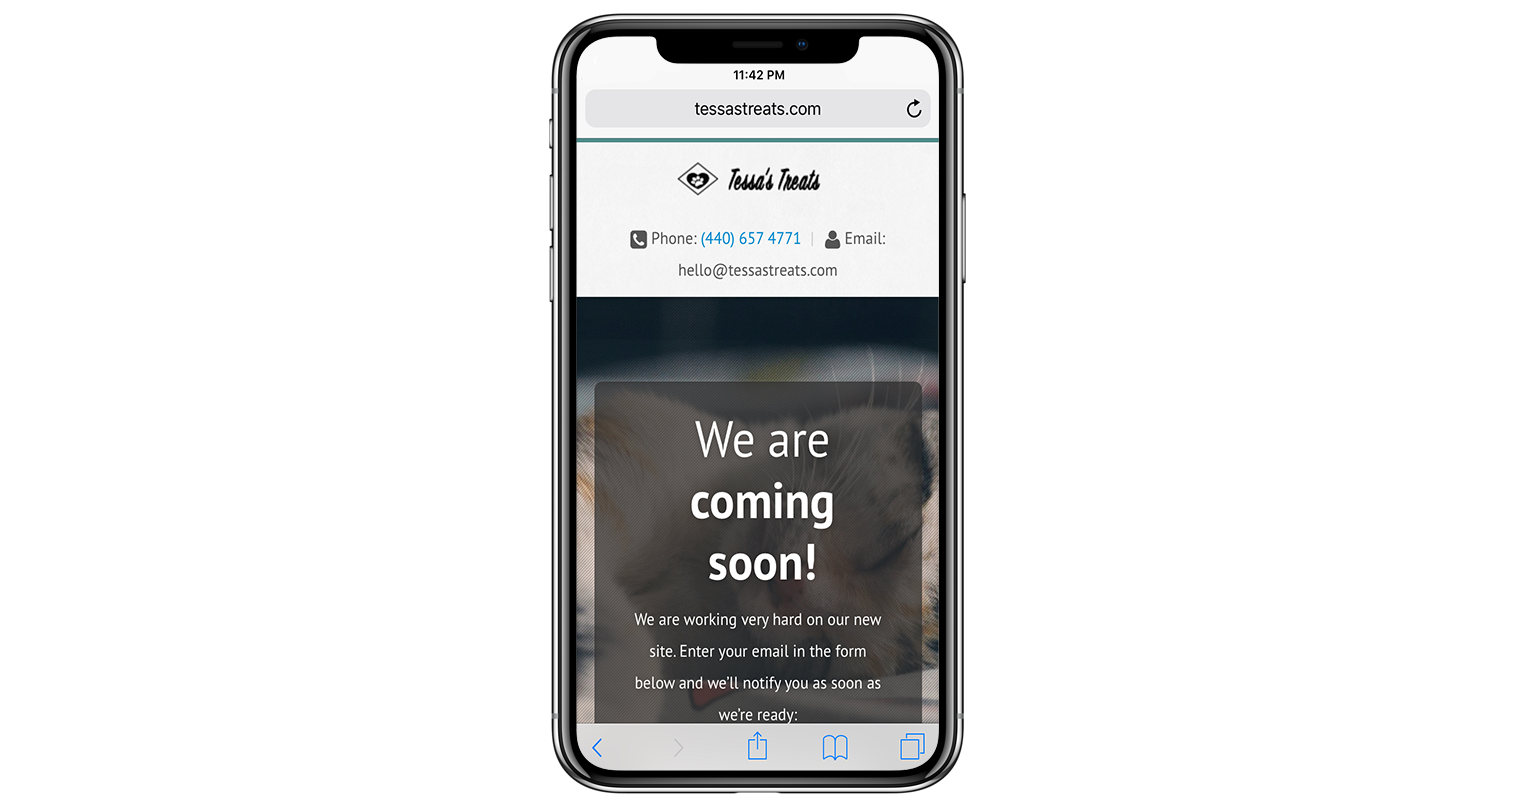 11:42 PM
tessastreats.com
Tessa's Treats
Phone: (440) 657 4771 | Email:
hello@tessastreats.com
We are
coming
soon!
We are working very hard on our new
site. Enter your email in the form
below and we’ll notify you as soon as
we’re ready: